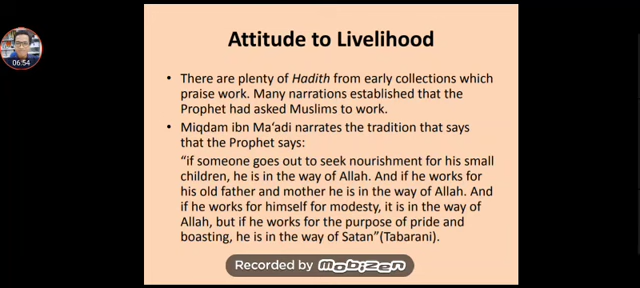 Attitude to Livelihood
06:54
• There are plenty of Hadith from early collections which
praise work. Many narrations established that the
Prophet had asked Muslims to work.
• Miqdam ibn Ma‘adi narrates the tradition that says
that the Prophet says:
“if someone goes out to seek nourishment for his small
children, he is in the way of Allah. And if he works for
his old father and mother he is in the way of Allah. And
if he works for himself for modesty, it is in the way of
Allah, but if he works for the purpose of pride and
boasting, he is in the way of Satan”(Tabarani).
Recorded by mobizen